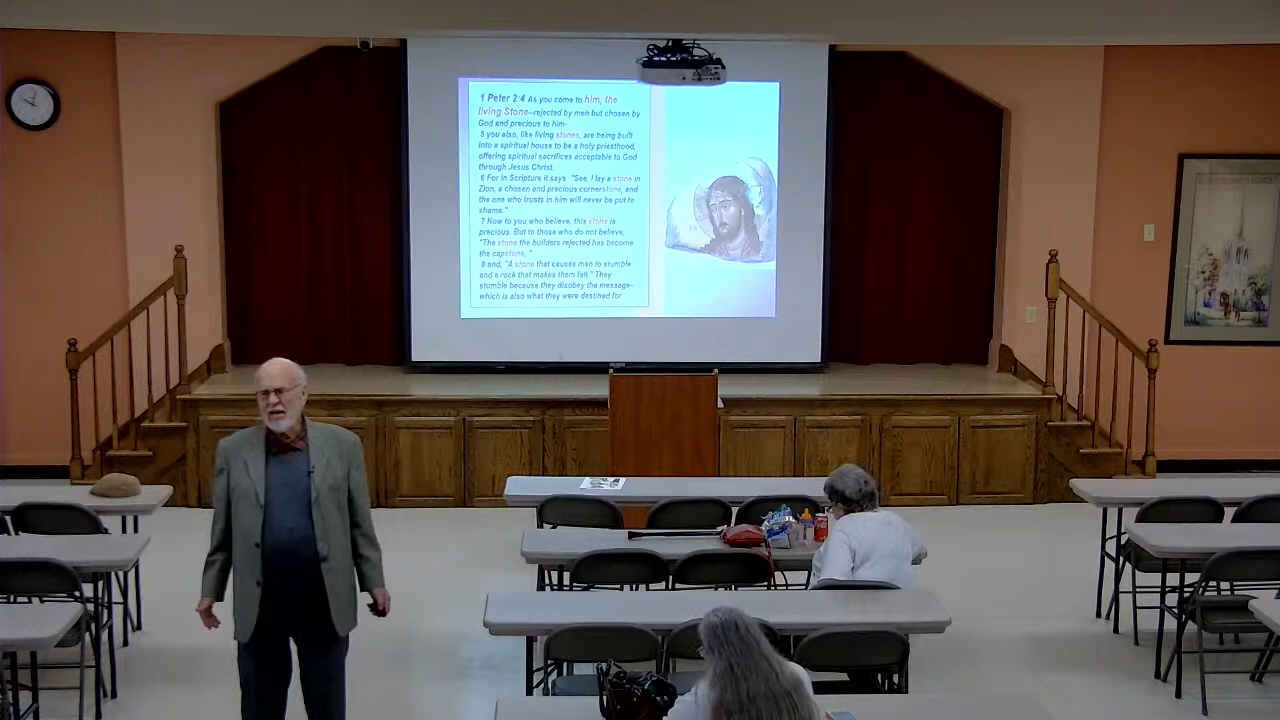 1 Peter 2:4 As you come to him, the
living Stone--rejected by men but chosen by
God and precious to him-
5 you also, like living stones, are being built
into a spiritual house to be a holy priesthood,
offering spiritual sacrifices acceptable to God
through Jesus Christ.
6 For in Scripture it says "See, I lay a stone in
Zion, a chosen and precious cornerstone, and
the one who trusts in him will never be put to
shame."
7 Now to you who believe, this stone is
precious. But to those who do not believe,
"The stone the builders rejected has become
the capstone, "
8 and, "A stone that causes men to stumble
and a rock that makes them fall." They
stumble because they disobey the message--
which is also what they were destined for